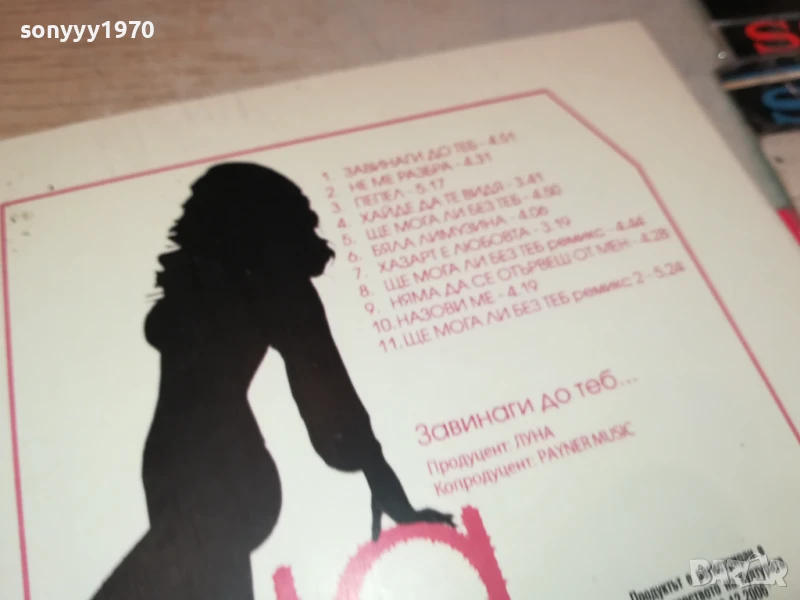 sonyyy1970
1. ЗАВИНАГИ ДО ТЕБ - 4.01
2. НЕ МЕ РАЗБРА - 4.31
3. ПЕПЕЛ - 5.17
4. ХАЙДЕ ДА ТЕ ВИДЯ - 3.41
5. ЩЕ МОГА ЛИ БЕЗ ТЕБ - 4.50
6. БЯЛА ЛИМУЗИНА - 4.06
7. ХАЗАРТ Е ЛЮБОВТА - 3.19
8. ЩЕ МОГА ЛИ БЕЗ ТЕБ ремикс - 4.44
9. НЯМА ДА СЕ ОТЪРВЕШ ОТ МЕН - 4.28
10. НАЗОВИ МЕ - 4.19
11. ЩЕ МОГА ЛИ БЕЗ ТЕБ ремикс 2 - 5.24
Завинаги до теб...
Продуцент: ЛУНА
Копродуцент: PAYNER MUSIC
Продуктът е